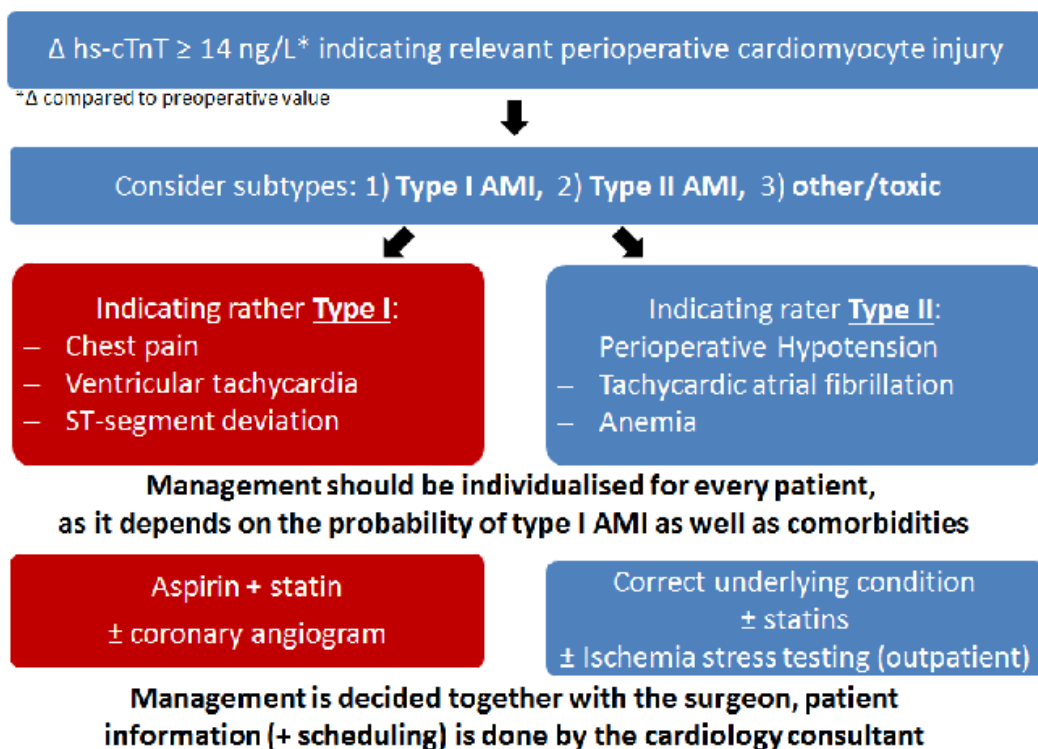 Δ hs-cTnT ≥ 14 ng/L* indicating relevant perioperative cardiomyocyte injury
*Δ compared to preoperative value
Consider subtypes: 1) Type I AMI, 2) Type II AMI, 3) other/toxic
Indicating rather Type I:
– Chest pain
– Ventricular tachycardia
– ST-segment deviation
Indicating rater Type II:
Perioperative Hypotension
– Tachycardic atrial fibrillation
– Anemia
Management should be individualised for every patient,
as it depends on the probability of type I AMI as well as comorbidities
Aspirin + statin
± coronary angiogram
Correct underlying condition
± statins
± Ischemia stress testing (outpatient)
Management is decided together with the surgeon, patient
information (+ scheduling) is done by the cardiology consultant